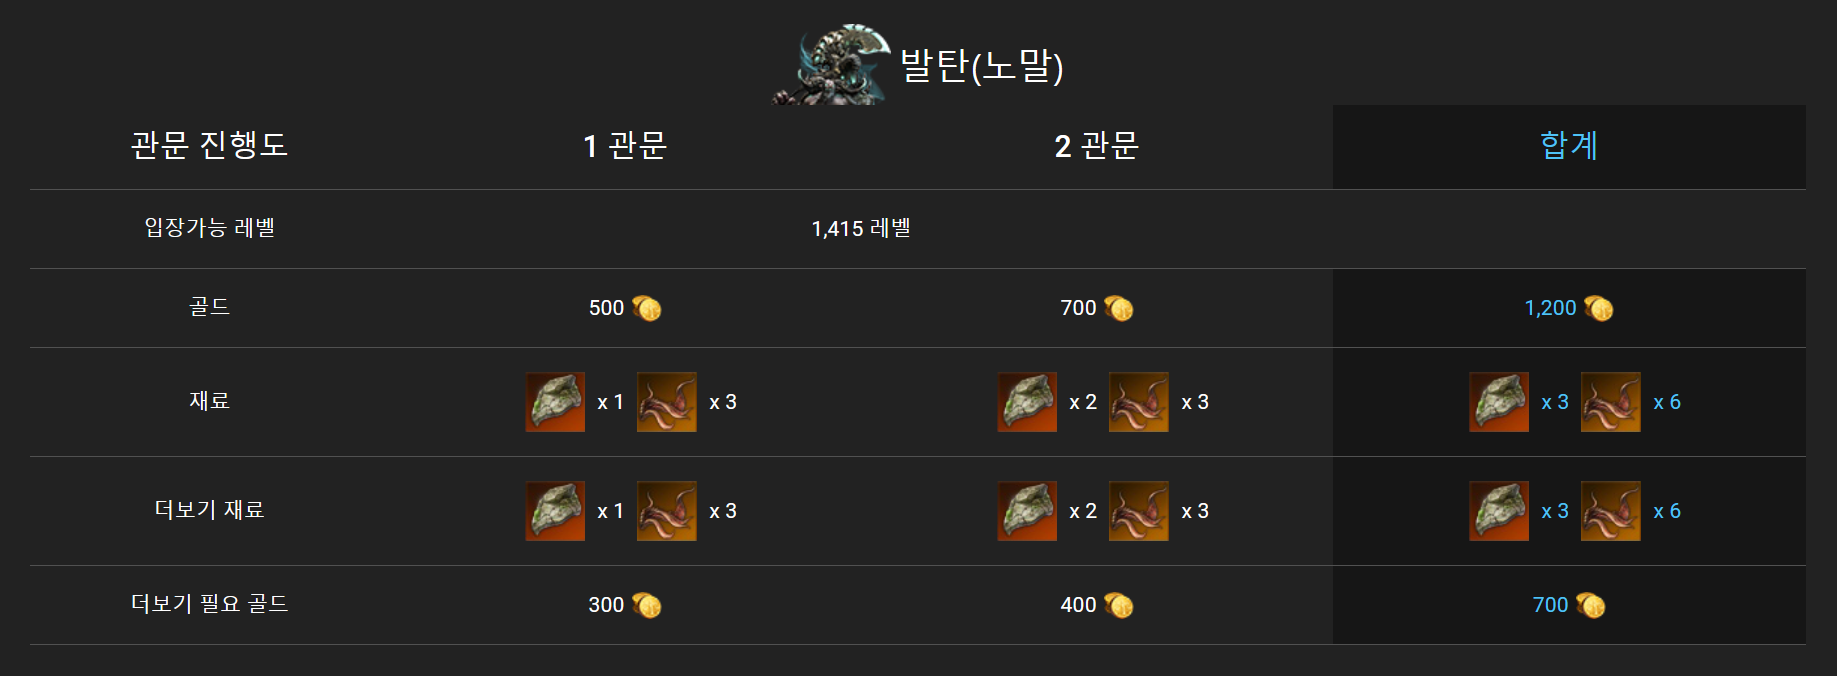 발탄(노말)
관문 진행도 1 관문 2 관문 합계
입장가능 레벨 1,415 레벨
골드 500 700 1,200
재료 x 1 x 3 x 2 x 3 x 3 x 6
더보기 재료 x 1 x 3 x 2 x 3 x 3 x 6
더보기 필요 골드 300 400 700